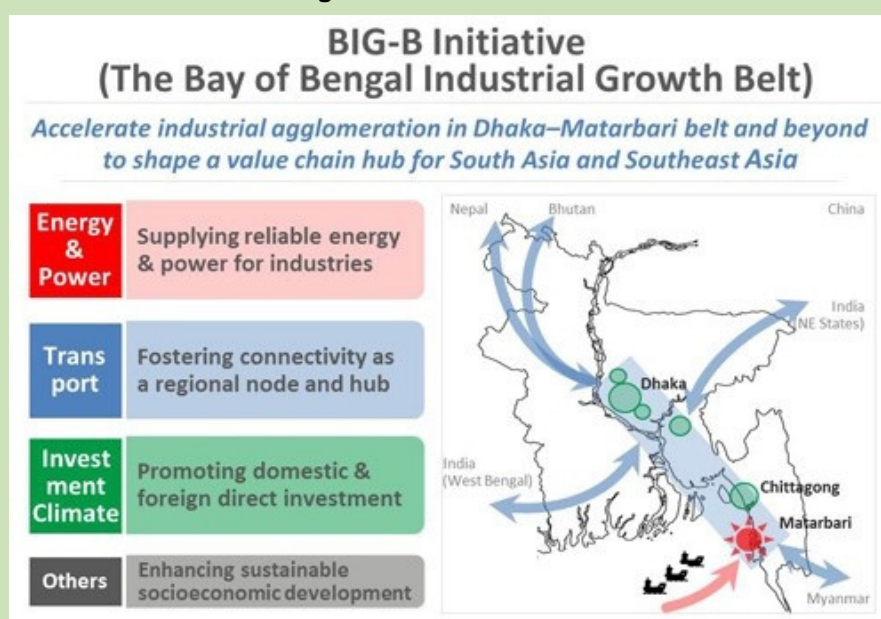 BIG-B Initiative
(The Bay of Bengal Industrial Growth Belt)
Accelerate industrial agglomeration in Dhaka–Matarbari belt and beyond
to shape a value chain hub for South Asia and Southeast Asia
Energy
&
Power
Supplying reliable energy
& power for industries
Trans
port
Fostering connectivity as
a regional node and hub
Invest
ment
Climate
Promoting domestic &
foreign direct investment
Others
Enhancing sustainable
socioeconomic development
Nepal
Bhutan
China
India
(NE States)
Dhaka
India
(West Bengal)
Chittagong
Matarbari
Myanmar